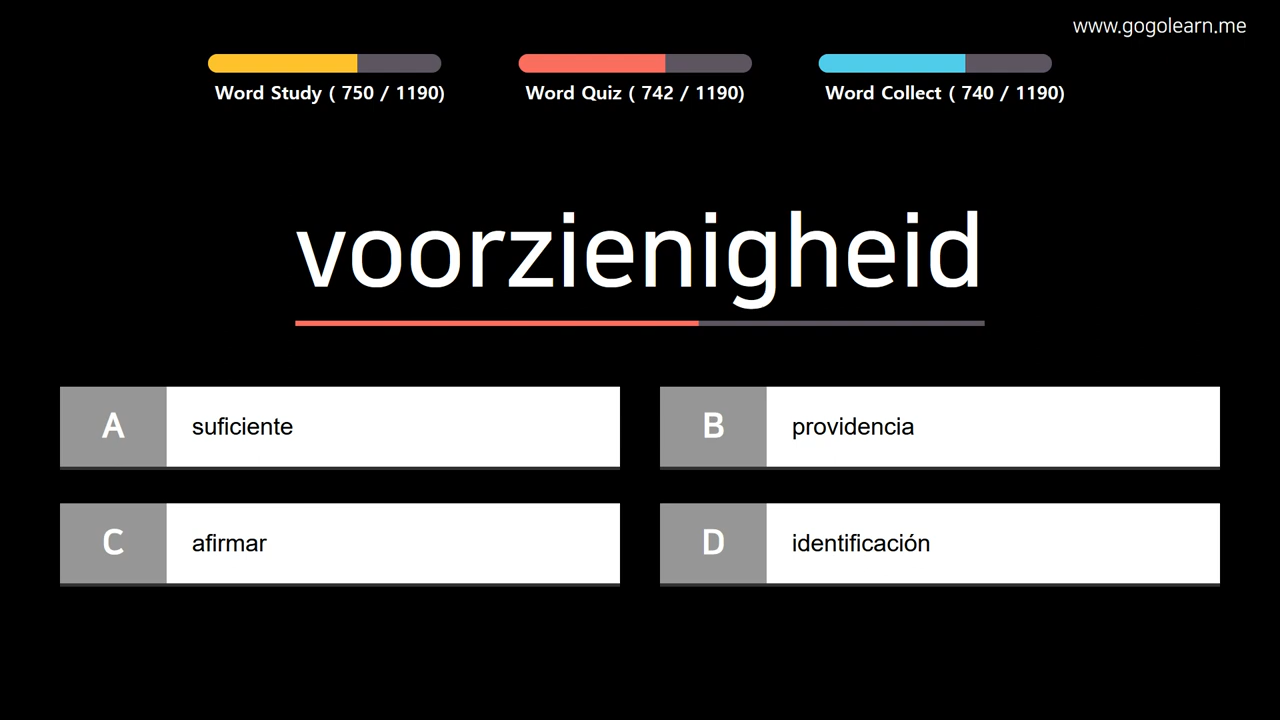 www.gogolearn.me
Word Study ( 750 / 1190)
Word Quiz ( 742 / 1190)
Word Collect ( 740 / 1190)
voorzienigheid
A suficiente
B providencia
C afirmar
D identificación